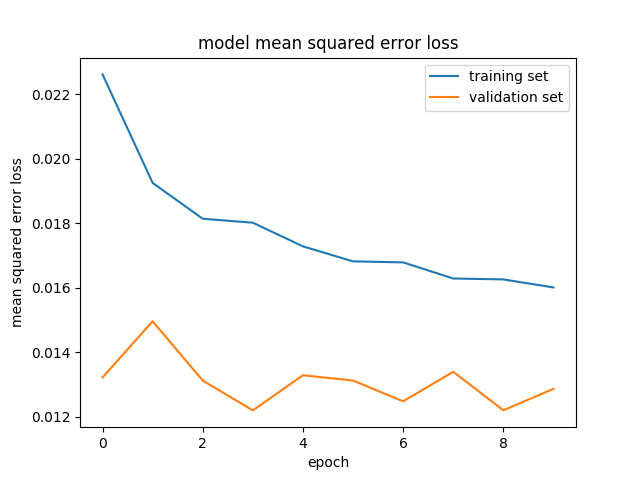 model mean squared error loss
training set
validation set
0.022
0.020
0.018
0.016
0.014
0.012
mean squared error loss
0 2 4 6 8
epoch